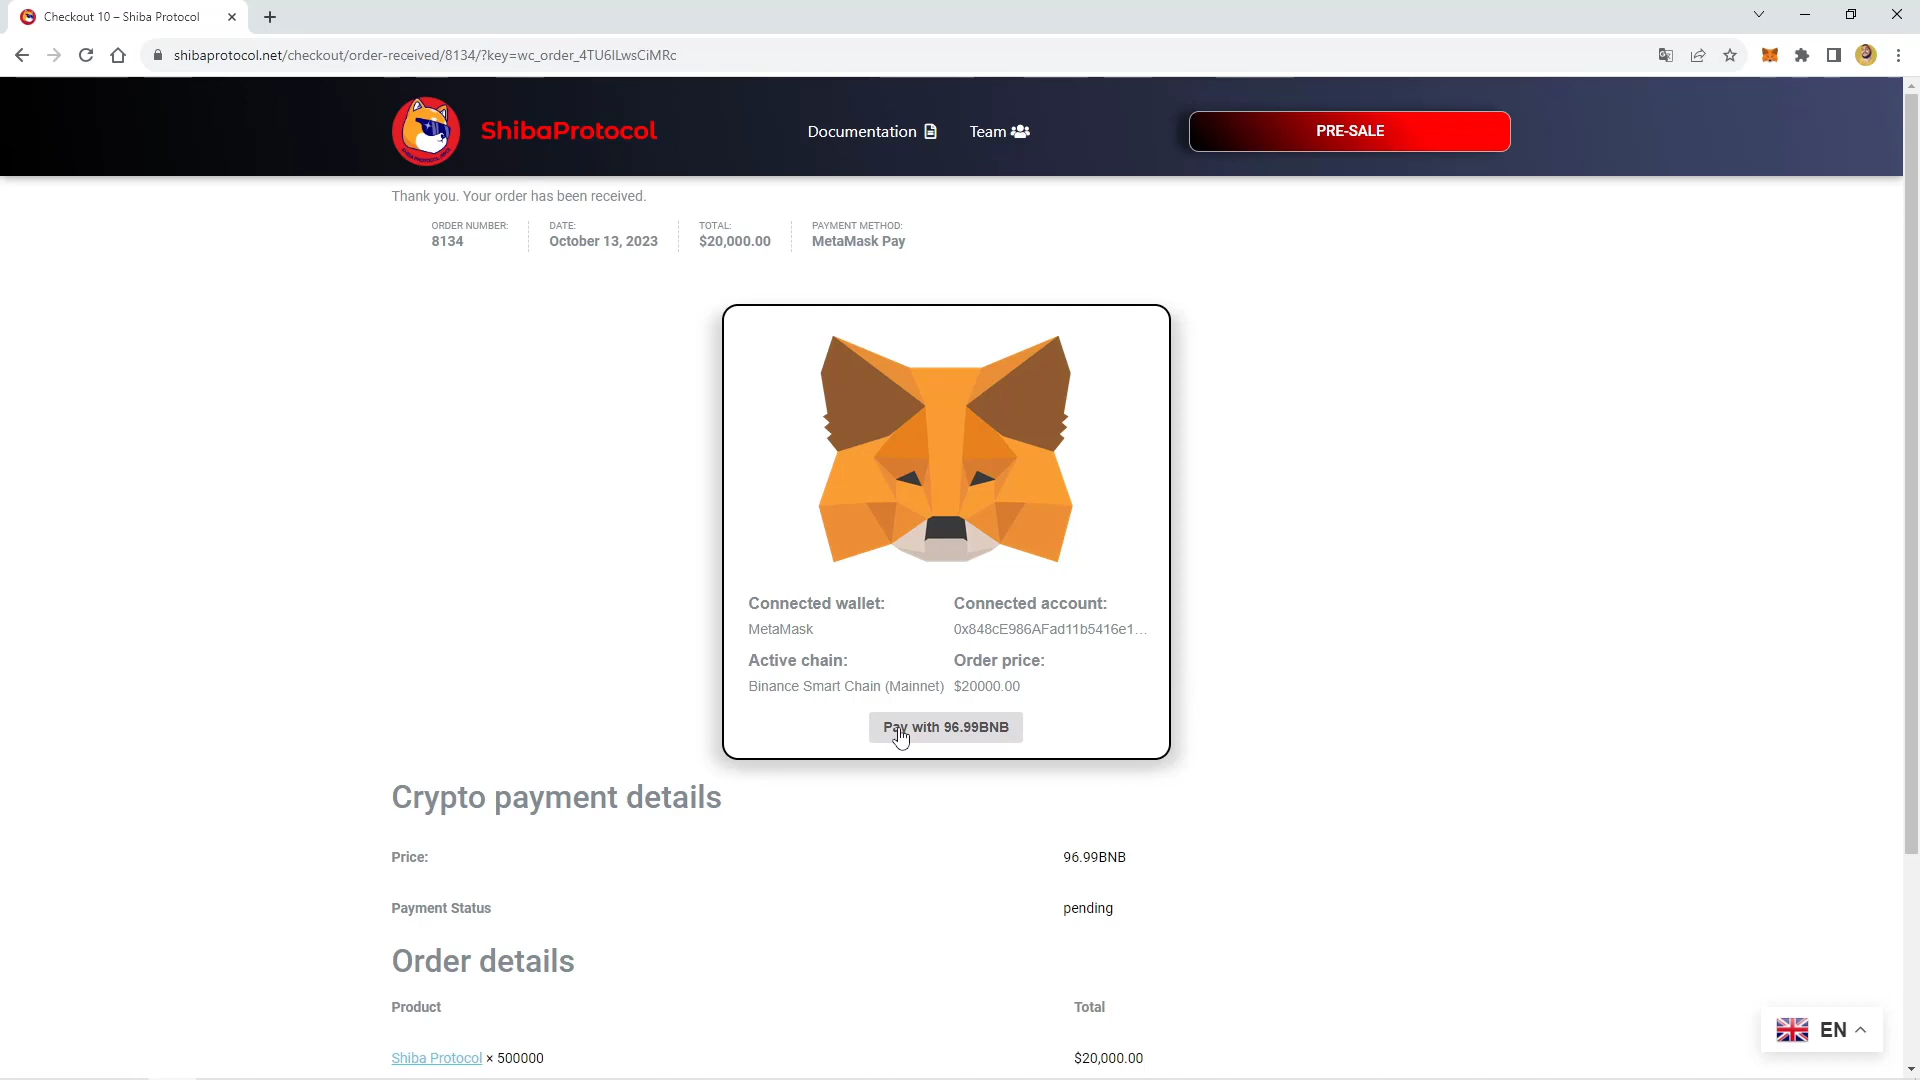 Checkout 10 – Shiba Protocol
shibaprotocol.net/checkout/order-received/8134/?key=wc_order_4TU6ILwsCiMRc
ShibaProtocol
Documentation
Team
PRE-SALE
Thank you. Your order has been received.
ORDER NUMBER:
8134
DATE:
October 13, 2023
TOTAL:
$20,000.00
PAYMENT METHOD:
MetaMask Pay
Connected wallet:
MetaMask
Connected account:
0x848cE986AFad11b5416e1...
Active chain:
Binance Smart Chain (Mainnet)
Order price:
$20000.00
Pay with 96.99BNB
Crypto payment details
Price:
96.99BNB
Payment Status
pending
Order details
Product
Total
Shiba Protocol × 500000
$20,000.00
EN